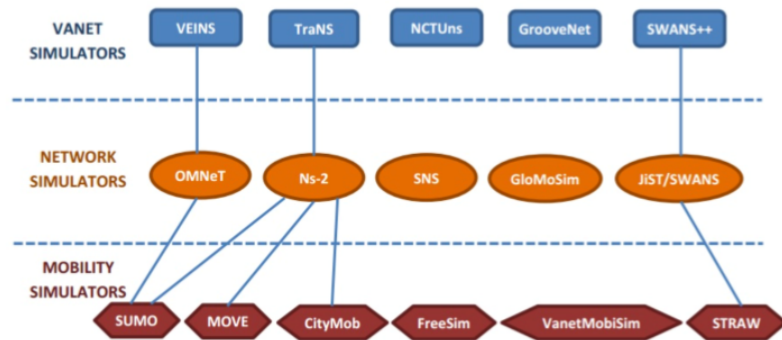 VANET
SIMULATORS
VEINS
TraNS
NCTUns
GrooveNet
SWANS++
NETWORK
SIMULATORS
OMNeT
Ns-2
SNS
GloMoSim
JiST/SWANS
MOBILITY
SIMULATORS
SUMO
MOVE
CityMob
FreeSim
VanetMobiSim
STRAW